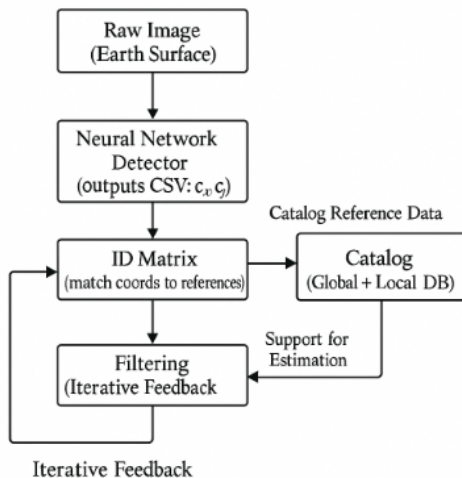 Raw Image
(Earth Surface)
Neural Network
Detector
(outputs CSV: cₓ, cⱼ)
Catalog Reference Data
ID Matrix
(match coords to references)
Catalog
(Global + Local DB)
Support for
Estimation
Filtering
(Iterative Feedback
Iterative Feedback